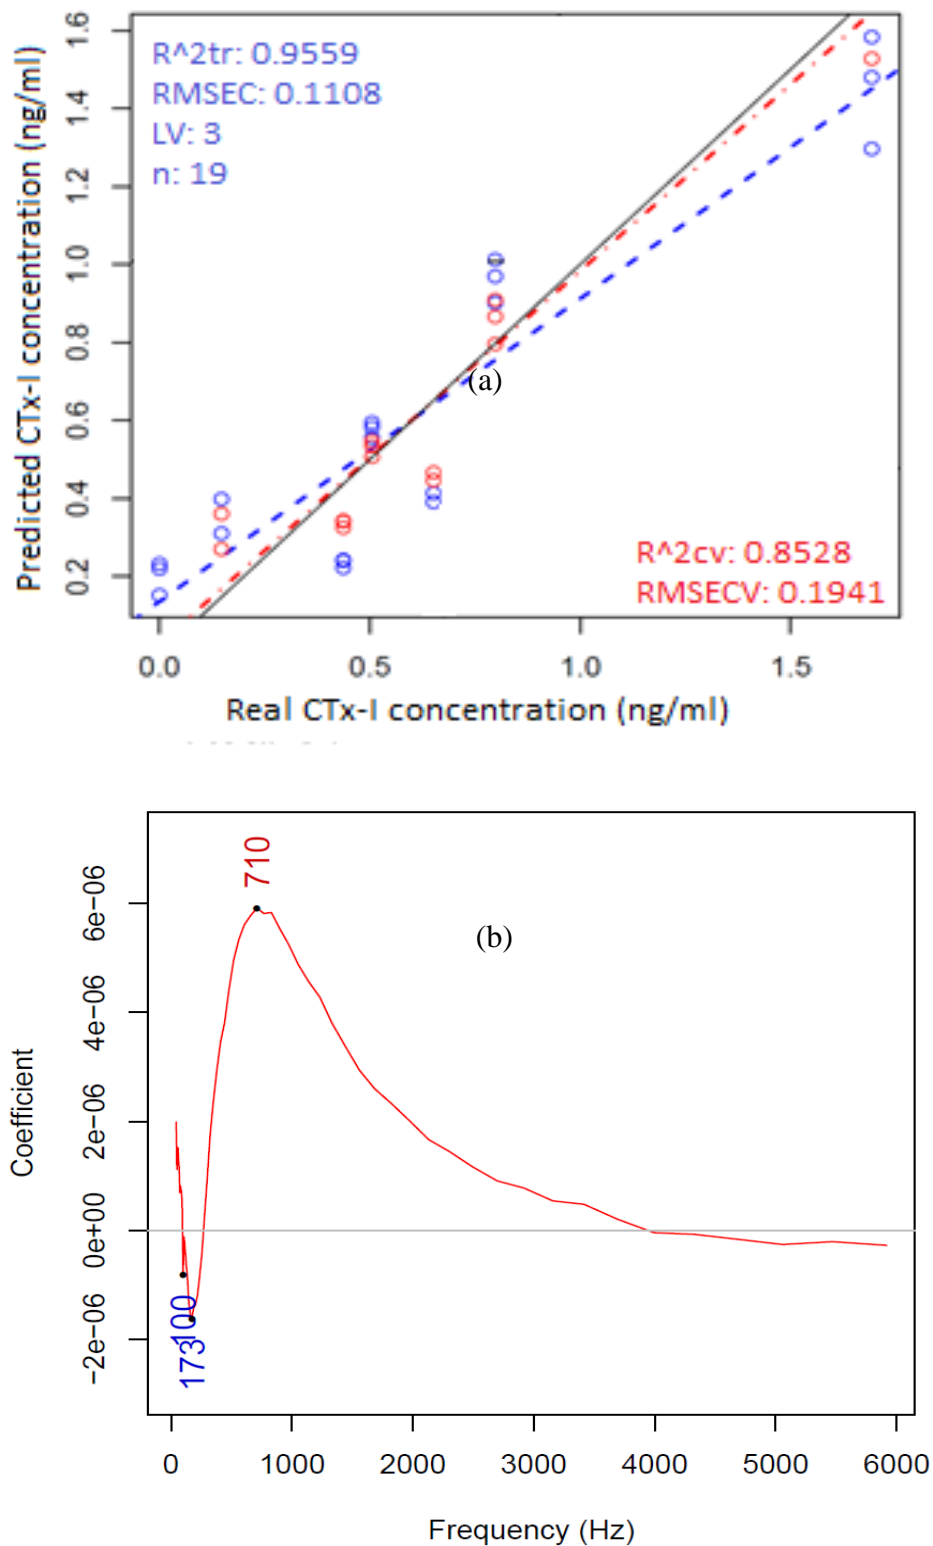 R^2tr: 0.9559
RMSEC: 0.1108
LV: 3
n: 19
Predicted CTx-I concentration (ng/ml)
1.6
1.4
1.2
1.0
0.8
0.6
0.4
0.2
(a)
R^2cv: 0.8528
RMSECV: 0.1941
0.0 0.5 1.0 1.5
Real CTx-I concentration (ng/ml)
710
(b)
Coefficient
6e-06
4e-06
2e-06
0e+00
−2e-06
100
173
0 1000 2000 3000 4000 5000 6000
Frequency (Hz)